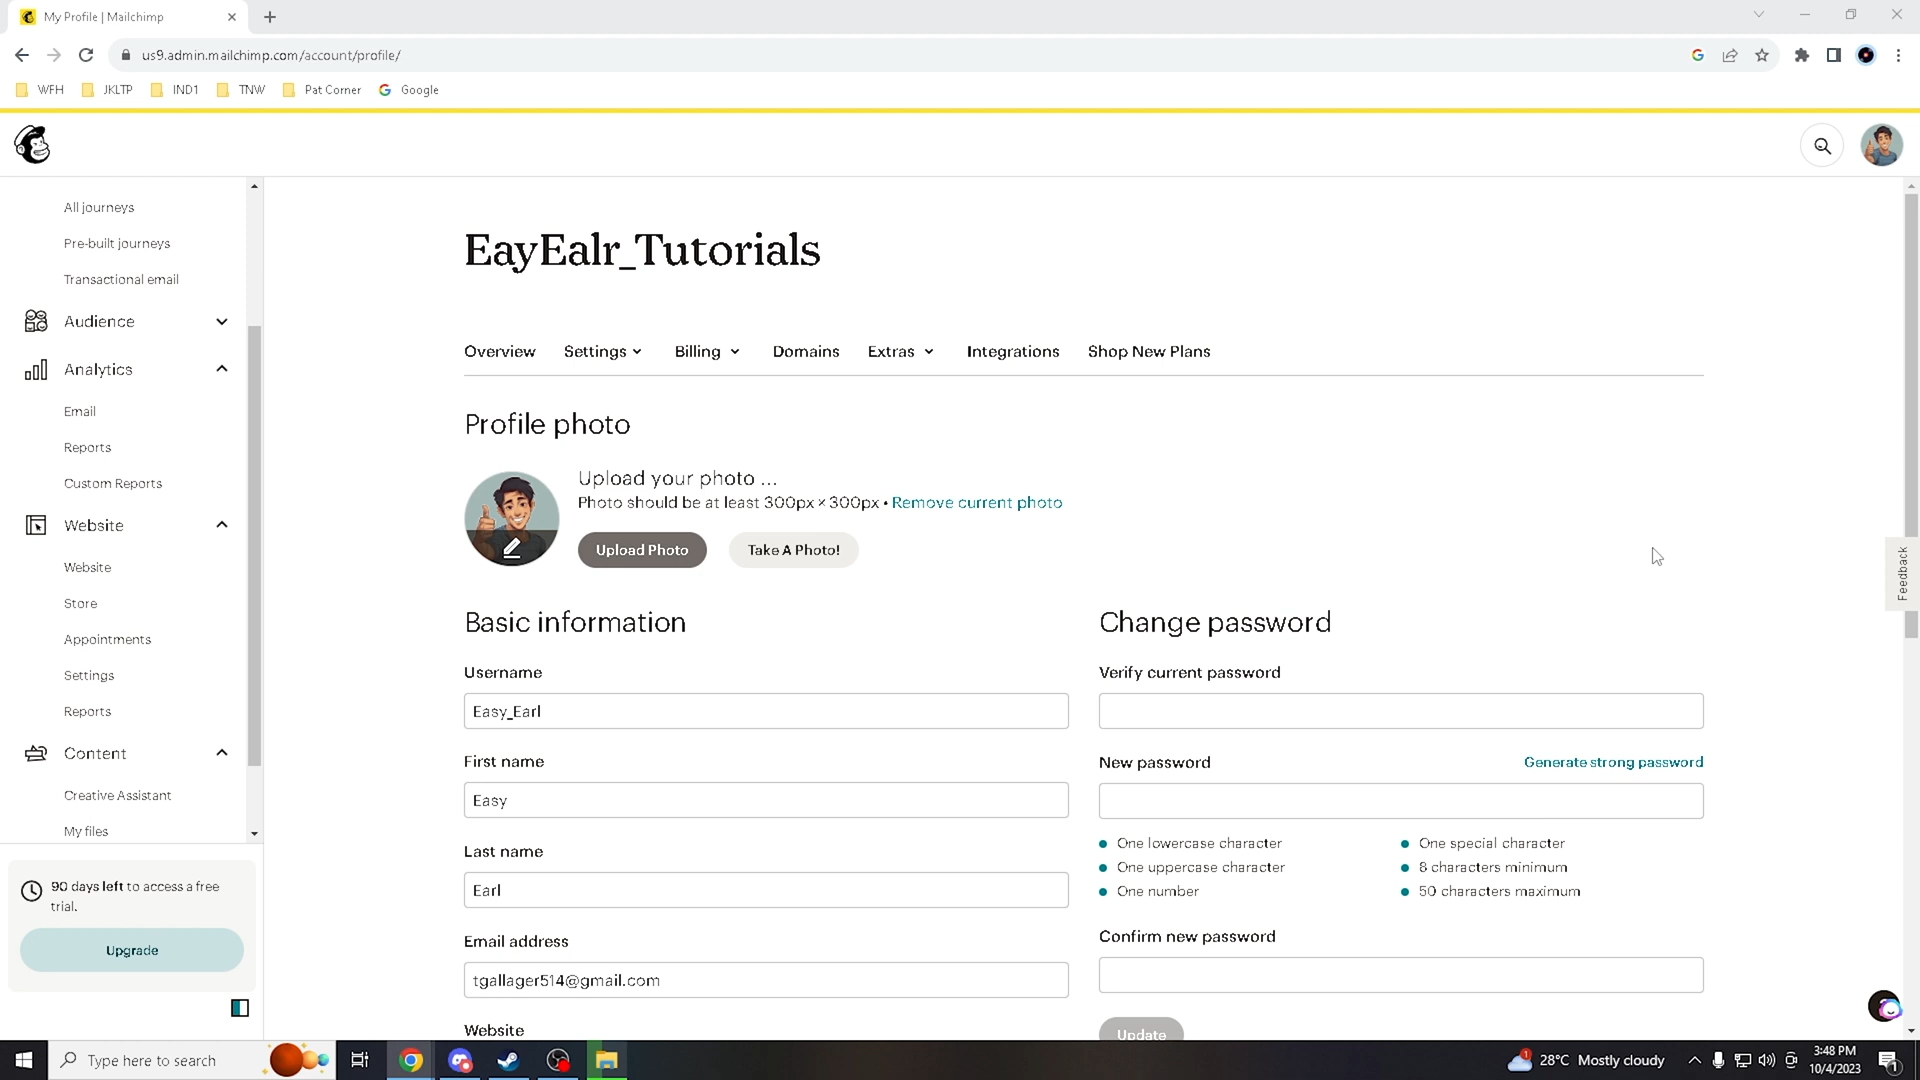 My Profile | Mailchimp
us9.admin.mailchimp.com/account/profile/
WFH JKLTP IND1 TNW Pat Corner Google
All journeys
Pre-built journeys
Transactional email
Audience
Analytics
Email
Reports
Custom Reports
Website
Website
Store
Appointments
Settings
Reports
Content
Creative Assistant
My files
90 days left to access a free
trial.
Upgrade
EayEalr_Tutorials
Overview Settings Billing Domains Extras Integrations Shop New Plans
Profile photo
Upload your photo ...
Photo should be at least 300px × 300px • Remove current photo
Upload Photo Take A Photo!
Basic information
Username
Easy_Earl
First name
Easy
Last name
Earl
Email address
tgallager514@gmail.com
Website
Change password
Verify current password
New password Generate strong password
One lowercase character
One uppercase character
One number
One special character
8 characters minimum
50 characters maximum
Confirm new password
Update
Feedback
Type here to search
1
28°C Mostly cloudy
3:48 PM
10/4/2023
1